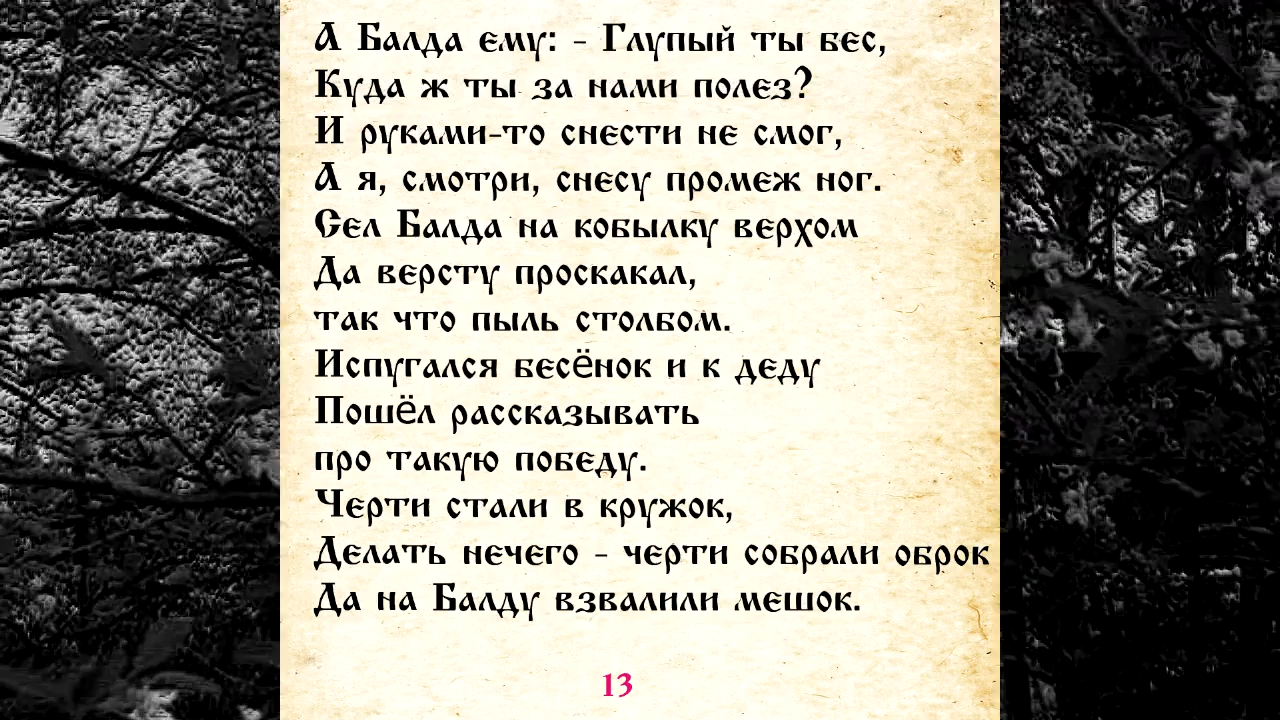 А Балда ему: - Глупый ты бес,
Куда ж ты за нами полез?
И руками-то снести не смог,
А я, смотри, снесу промеж ног.
Сел Балда на кобылку верхом
Да версту проскакал,
так что пыль столбом.
Испугался бесёнок и к деду
Пошёл рассказывать
про такую победу.
Черти стали в кружок,
Делать нечего - черти собрали оброк
Да на Балду взвалили мешок.
13